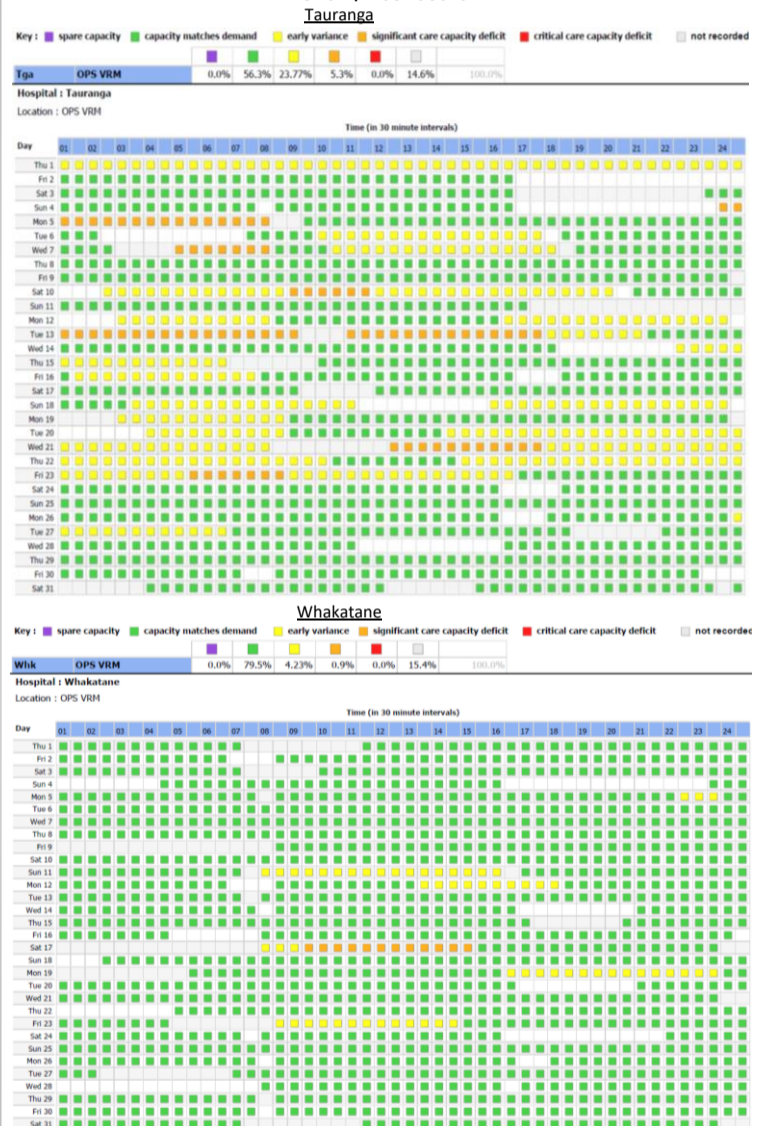 Tauranga
Key : spare capacity capacity matches demand early variance significant care capacity deficit critical care capacity deficit not recorded
Tga OPS VRM 0.0% 56.3% 23.77% 5.3% 0.0% 14.6% 100.0%
Hospital : Tauranga
Location : OPS VRM
Time (in 30 minute intervals)
Day 01 02 03 04 05 06 07 08 09 10 11 12 13 14 15 16 17 18 19 20 21 22 23 24
Thu 1
Fri 2
Sat 3
Sun 4
Mon 5
Tue 6
Wed 7
Thu 8
Fri 9
Sat 10
Sun 11
Mon 12
Tue 13
Wed 14
Thu 15
Fri 16
Sat 17
Sun 18
Mon 19
Tue 20
Wed 21
Thu 22
Fri 23
Sat 24
Sun 25
Mon 26
Tue 27
Wed 28
Thu 29
Fri 30
Sat 31
Whakatane
Key : spare capacity capacity matches demand early variance significant care capacity deficit critical care capacity deficit not recorded
Whk OPS VRM 0.0% 79.5% 4.23% 0.9% 0.0% 15.4% 100.0%
Hospital : Whakatane
Location : OPS VRM
Time (in 30 minute intervals)
Day 01 02 03 04 05 06 07 08 09 10 11 12 13 14 15 16 17 18 19 20 21 22 23 24
Thu 1
Fri 2
Sat 3
Sun 4
Mon 5
Tue 6
Wed 7
Thu 8
Fri 9
Sat 10
Sun 11
Mon 12
Tue 13
Wed 14
Thu 15
Fri 16
Sat 17
Sun 18
Mon 19
Tue 20
Wed 21
Thu 22
Fri 23
Sat 24
Sun 25
Mon 26
Tue 27
Wed 28
Thu 29
Fri 30
Sat 31